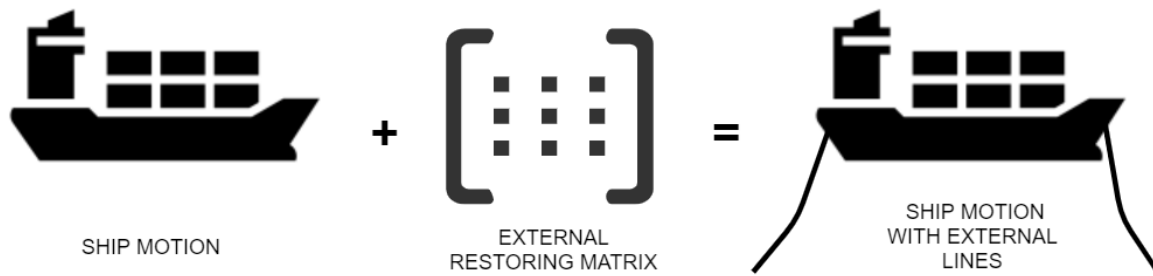 +
=
SHIP MOTION
EXTERNAL
RESTORING MATRIX
SHIP MOTION
WITH EXTERNAL
LINES